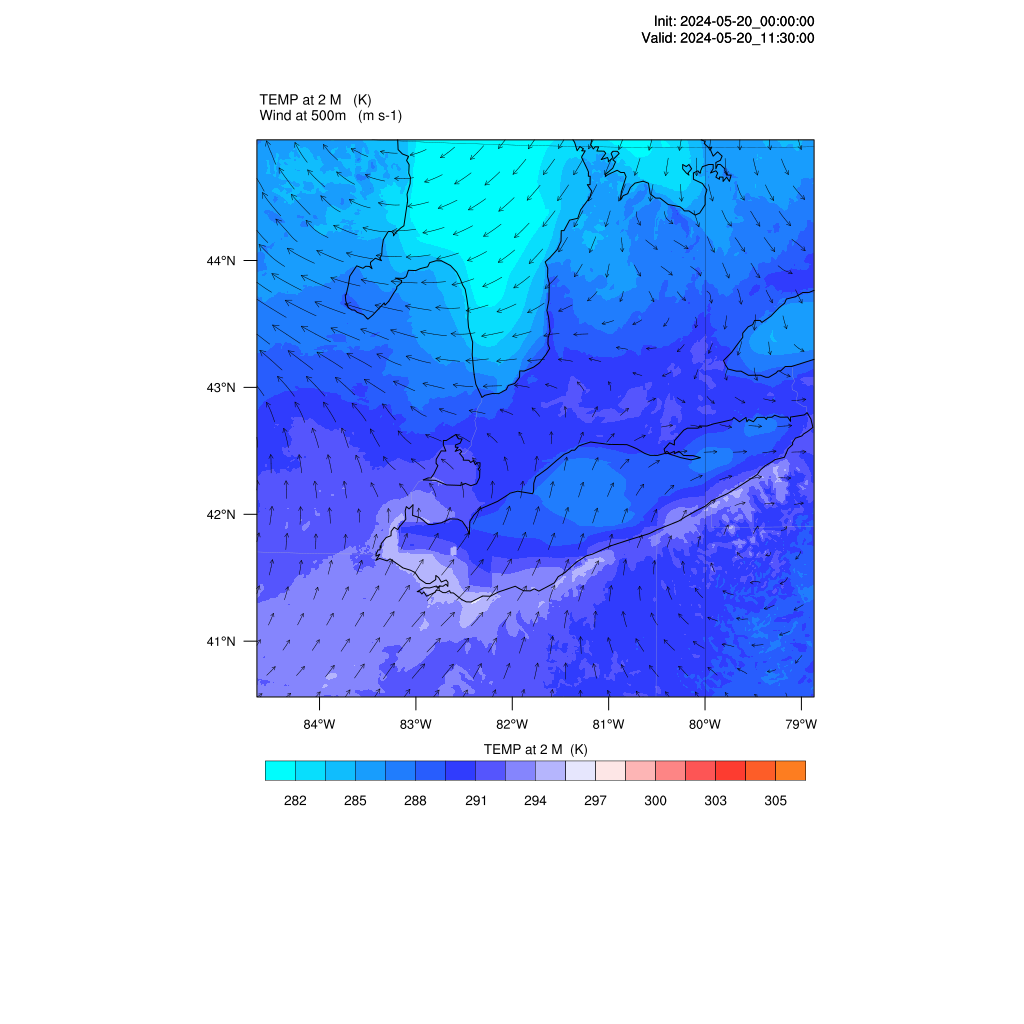 Init: 2024-05-20_00:00:00
Valid: 2024-05-20_11:30:00
TEMP at 2 M   (K)
Wind at 500m   (m s-1)
44°N
43°N
42°N
41°N
84°W 83°W 82°W 81°W 80°W 79°W
TEMP at 2 M  (K)
282 285 288 291 294 297 300 303 305